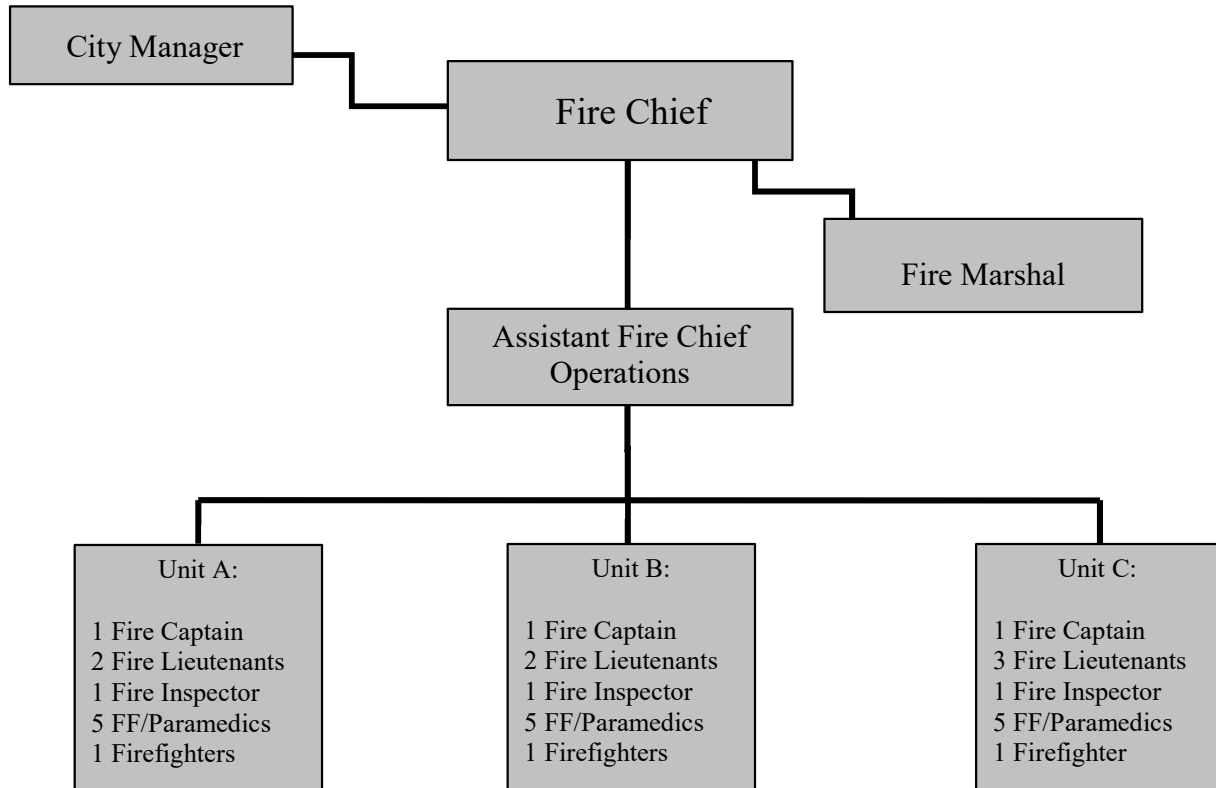 City Manager
Fire Chief
Fire Marshal
Assistant Fire Chief
Operations
Unit A:
1 Fire Captain
2 Fire Lieutenants
1 Fire Inspector
5 FF/Paramedics
1 Firefighters
Unit B:
1 Fire Captain
2 Fire Lieutenants
1 Fire Inspector
5 FF/Paramedics
1 Firefighters
Unit C:
1 Fire Captain
3 Fire Lieutenants
1 Fire Inspector
5 FF/Paramedics
1 Firefighter